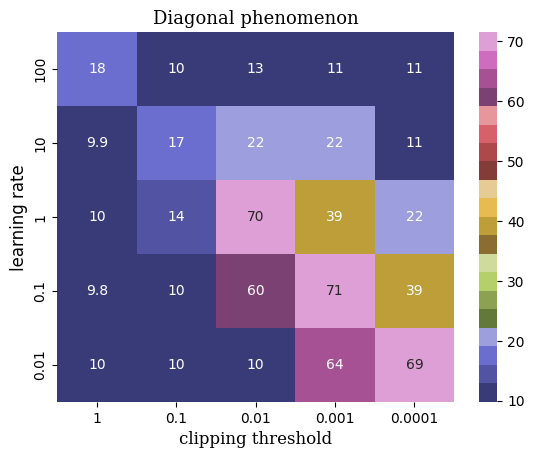 Diagonal phenomenon
learning rate
100 18 10 13 11 11
10 9.9 17 22 22 11
1 10 14 70 39 22
0.1 9.8 10 60 71 39
0.01 10 10 10 64 69
1 0.1 0.01 0.001 0.0001
clipping threshold
70
60
50
40
30
20
10